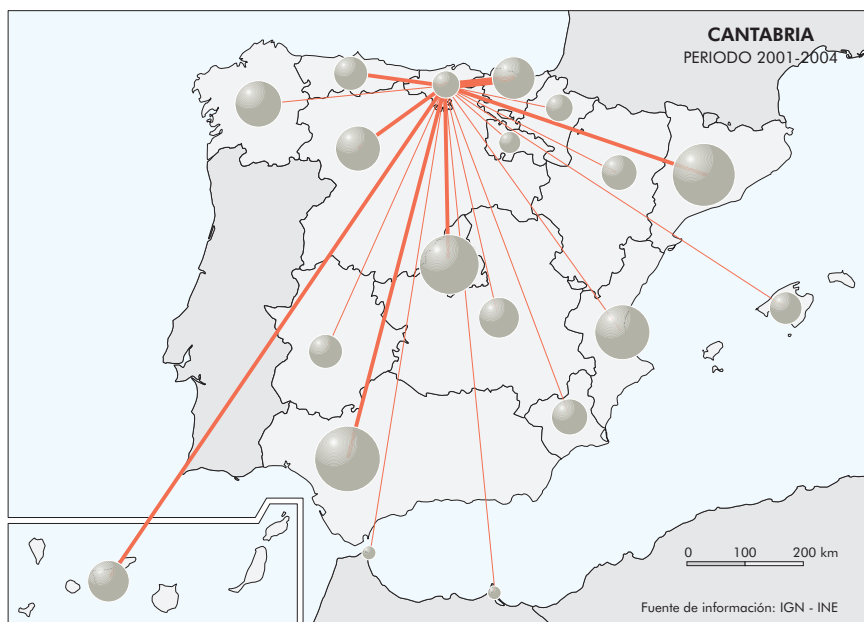 CANTABRIA
PERIODO 2001-2004
0 100 200 km
Fuente de información: IGN - INE